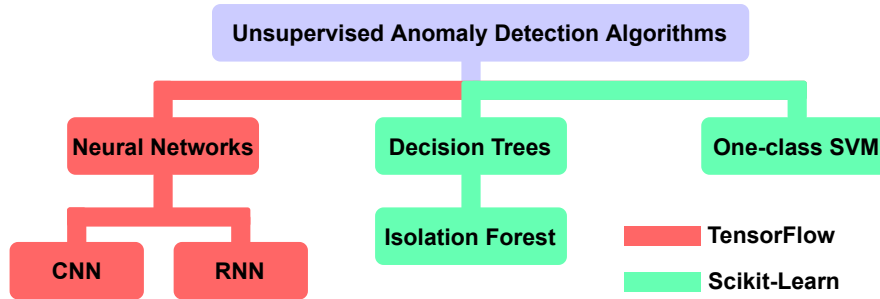 Unsupervised Anomaly Detection Algorithms
Neural Networks
Decision Trees
One-class SVM
Isolation Forest
CNN
RNN
TensorFlow
Scikit-Learn